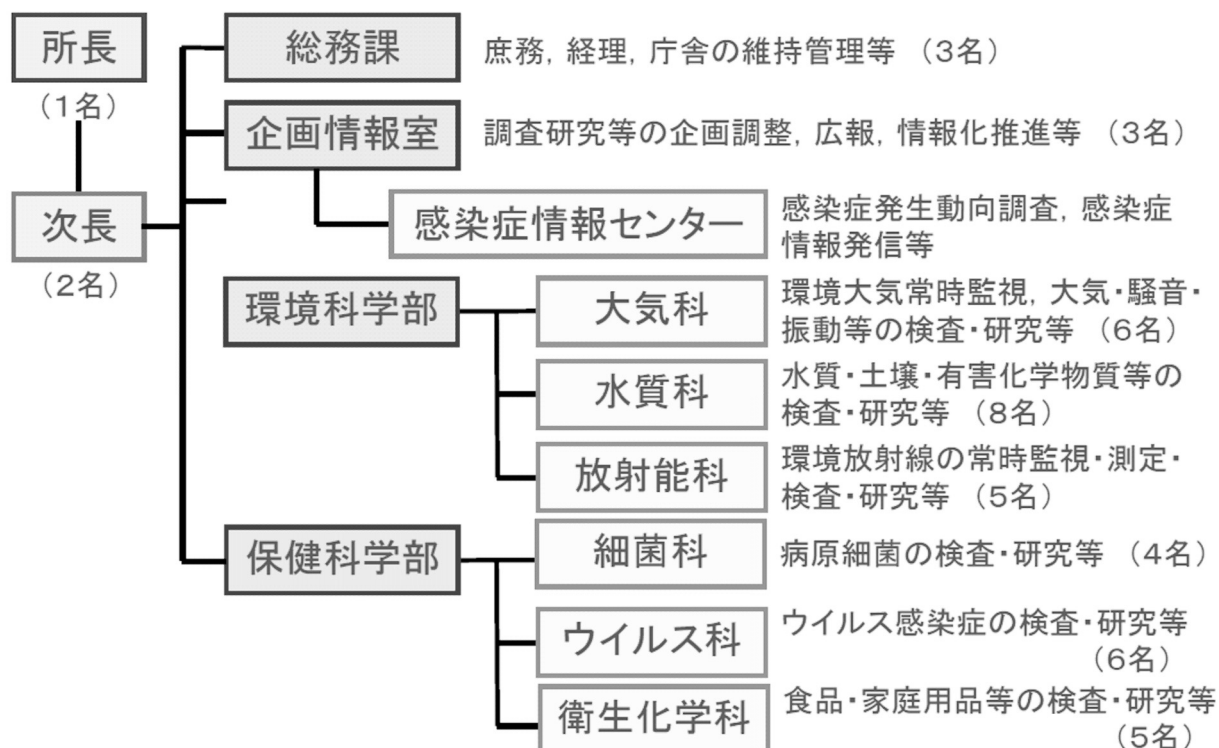 所長
(1名)
次長
(2名)
総務課
庶務, 経理, 庁舎の維持管理等 (3名)
企画情報室
調査研究等の企画調整, 広報, 情報化推進等 (3名)
感染症情報センター
感染症発生動向調査, 感染症
情報発信等
環境科学部
大気科
環境大気常時監視, 大気・騒音・
振動等の検査・研究等 (6名)
水質科
水質・土壌・有害化学物質等の
検査・研究等 (8名)
放射能科
環境放射線の常時監視・測定・
検査・研究等 (5名)
保健科学部
細菌科
病原細菌の検査・研究等 (4名)
ウイルス科
ウイルス感染症の検査・研究等
(6名)
衛生化学科
食品・家庭用品等の検査・研究等
(5名)